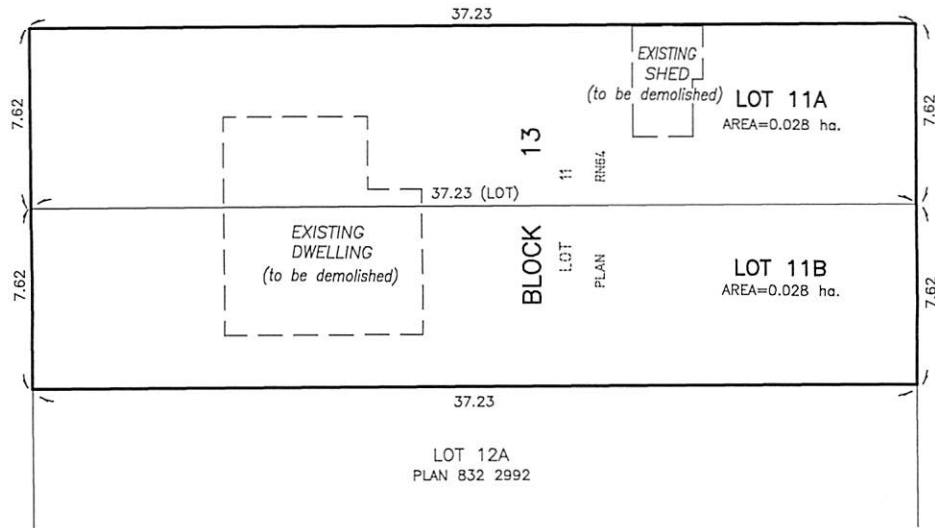 37.23
7.62
EXISTING
SHED
(to be demolished)
LOT 11A
AREA=0.028 ha.
7.62
BLOCK 13
LOT 11
PLAN RN64
37.23 (LOT)
7.62
EXISTING
DWELLING
(to be demolished)
LOT 11B
AREA=0.028 ha.
7.62
37.23
LOT 12A
PLAN 832 2992